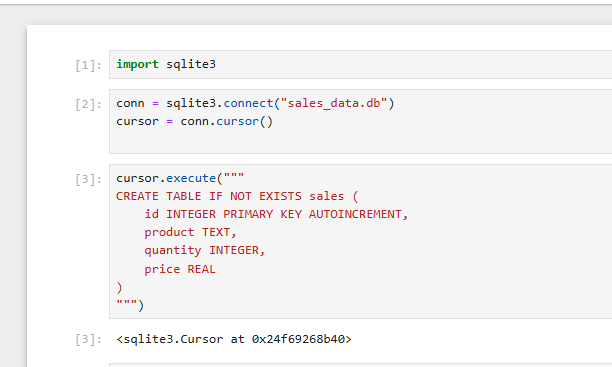 [1]: import sqlite3
[2]: conn = sqlite3.connect("sales_data.db")
cursor = conn.cursor()
[3]: cursor.execute("""
CREATE TABLE IF NOT EXISTS sales (
    id INTEGER PRIMARY KEY AUTOINCREMENT,
    product TEXT,
    quantity INTEGER,
    price REAL
)
""")
[3]: <sqlite3.Cursor at 0x24f69268b40>